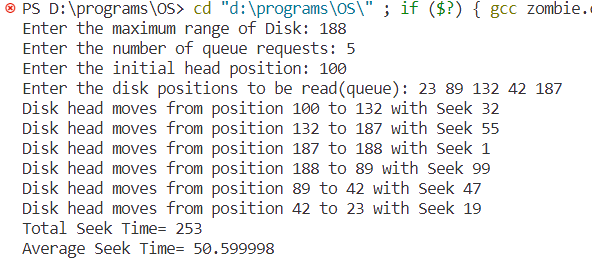 PS D:\programs\OS> cd "d:\programs\OS\" ; if ($?) { gcc zombie.
Enter the maximum range of Disk: 188
Enter the number of queue requests: 5
Enter the initial head position: 100
Enter the disk positions to be read(queue): 23 89 132 42 187
Disk head moves from position 100 to 132 with Seek 32
Disk head moves from position 132 to 187 with Seek 55
Disk head moves from position 187 to 188 with Seek 1
Disk head moves from position 188 to 89 with Seek 99
Disk head moves from position 89 to 42 with Seek 47
Disk head moves from position 42 to 23 with Seek 19
Total Seek Time= 253
Average Seek Time= 50.599998